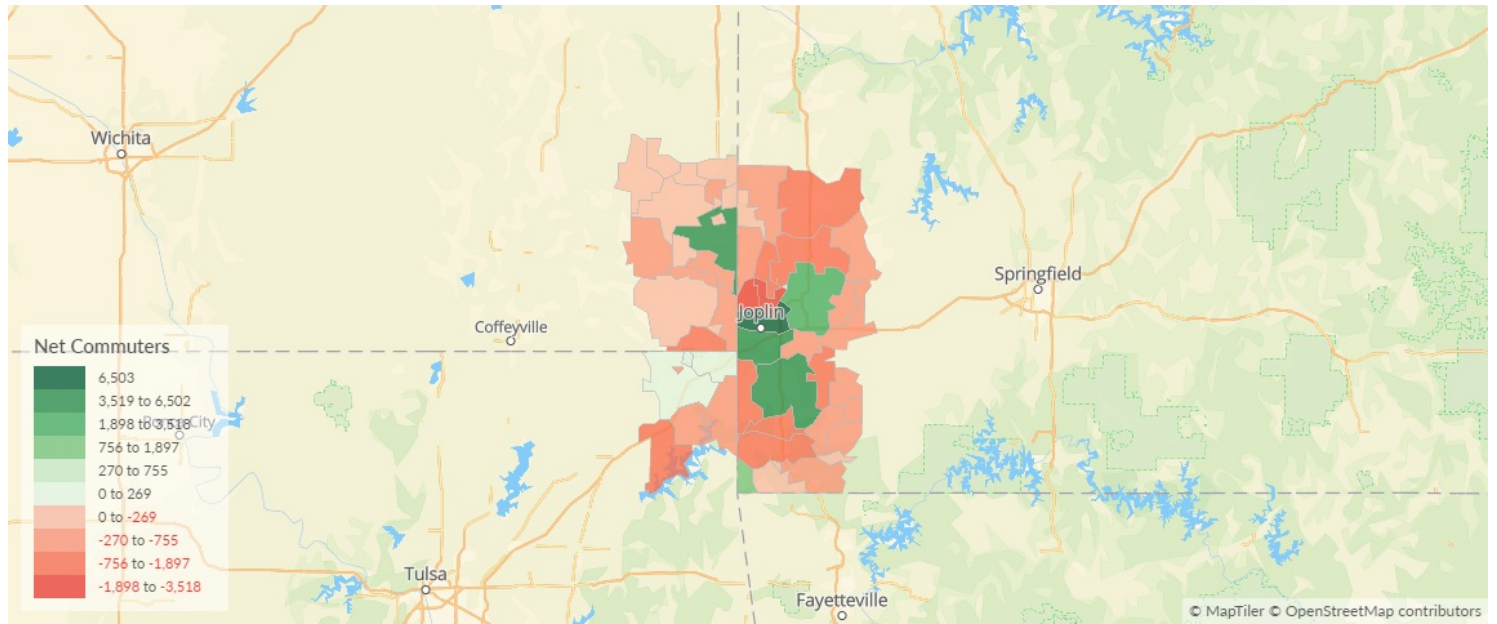 Wichita
Springfield
Joplin
Coffeyville
Net Commuters
6,503
3,519 to 6,502
1,898 to 3,518
756 to 1,897
270 to 755
0 to 269
0 to -269
-270 to -755
-756 to -1,897
-1,898 to -3,518
City
Tulsa
Fayetteville
© MapTiler © OpenStreetMap contributors